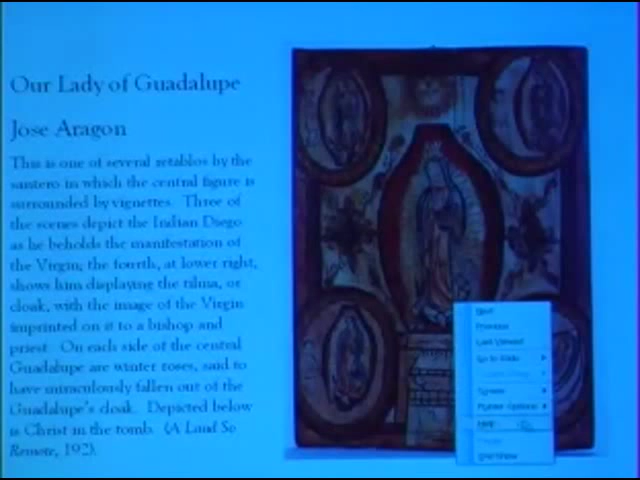 Our Lady of Guadalupe
Jose Aragon
This is one of several retablos by the
santero in which the central figure is
surrounded by vignettes. Three of
the scenes depict the Indian Diego
as he beholds the manifestation of
the Virgin; the fourth, at lower right,
shows him displaying the tilma, or
cloak, with the image of the Virgin
imprinted on it to a bishop and
priest. On each side of the central
Guadalupe are winter roses, said to
have miraculously fallen out of the
Guadalupe's cloak. Depicted below
is Christ in the tomb. (A Land So
Remote, 192).
Next
Previous
Last Viewed
Go to Slide
Screen
Pointer Options
Help
End Show